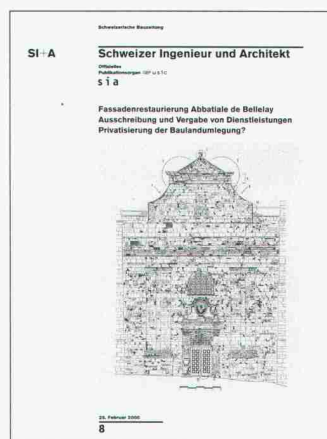 Schweizerische Bauzeitung
SI+A
Schweizer Ingenieur und Architekt
Offizielles
Publikationsorgan
sia
Fassadenrestaurierung Abbatiale de Bellelay
Ausschreibung und Vergabe von Dienstleistungen
Privatisierung der Baulandumlegung?
Februar 2000
8